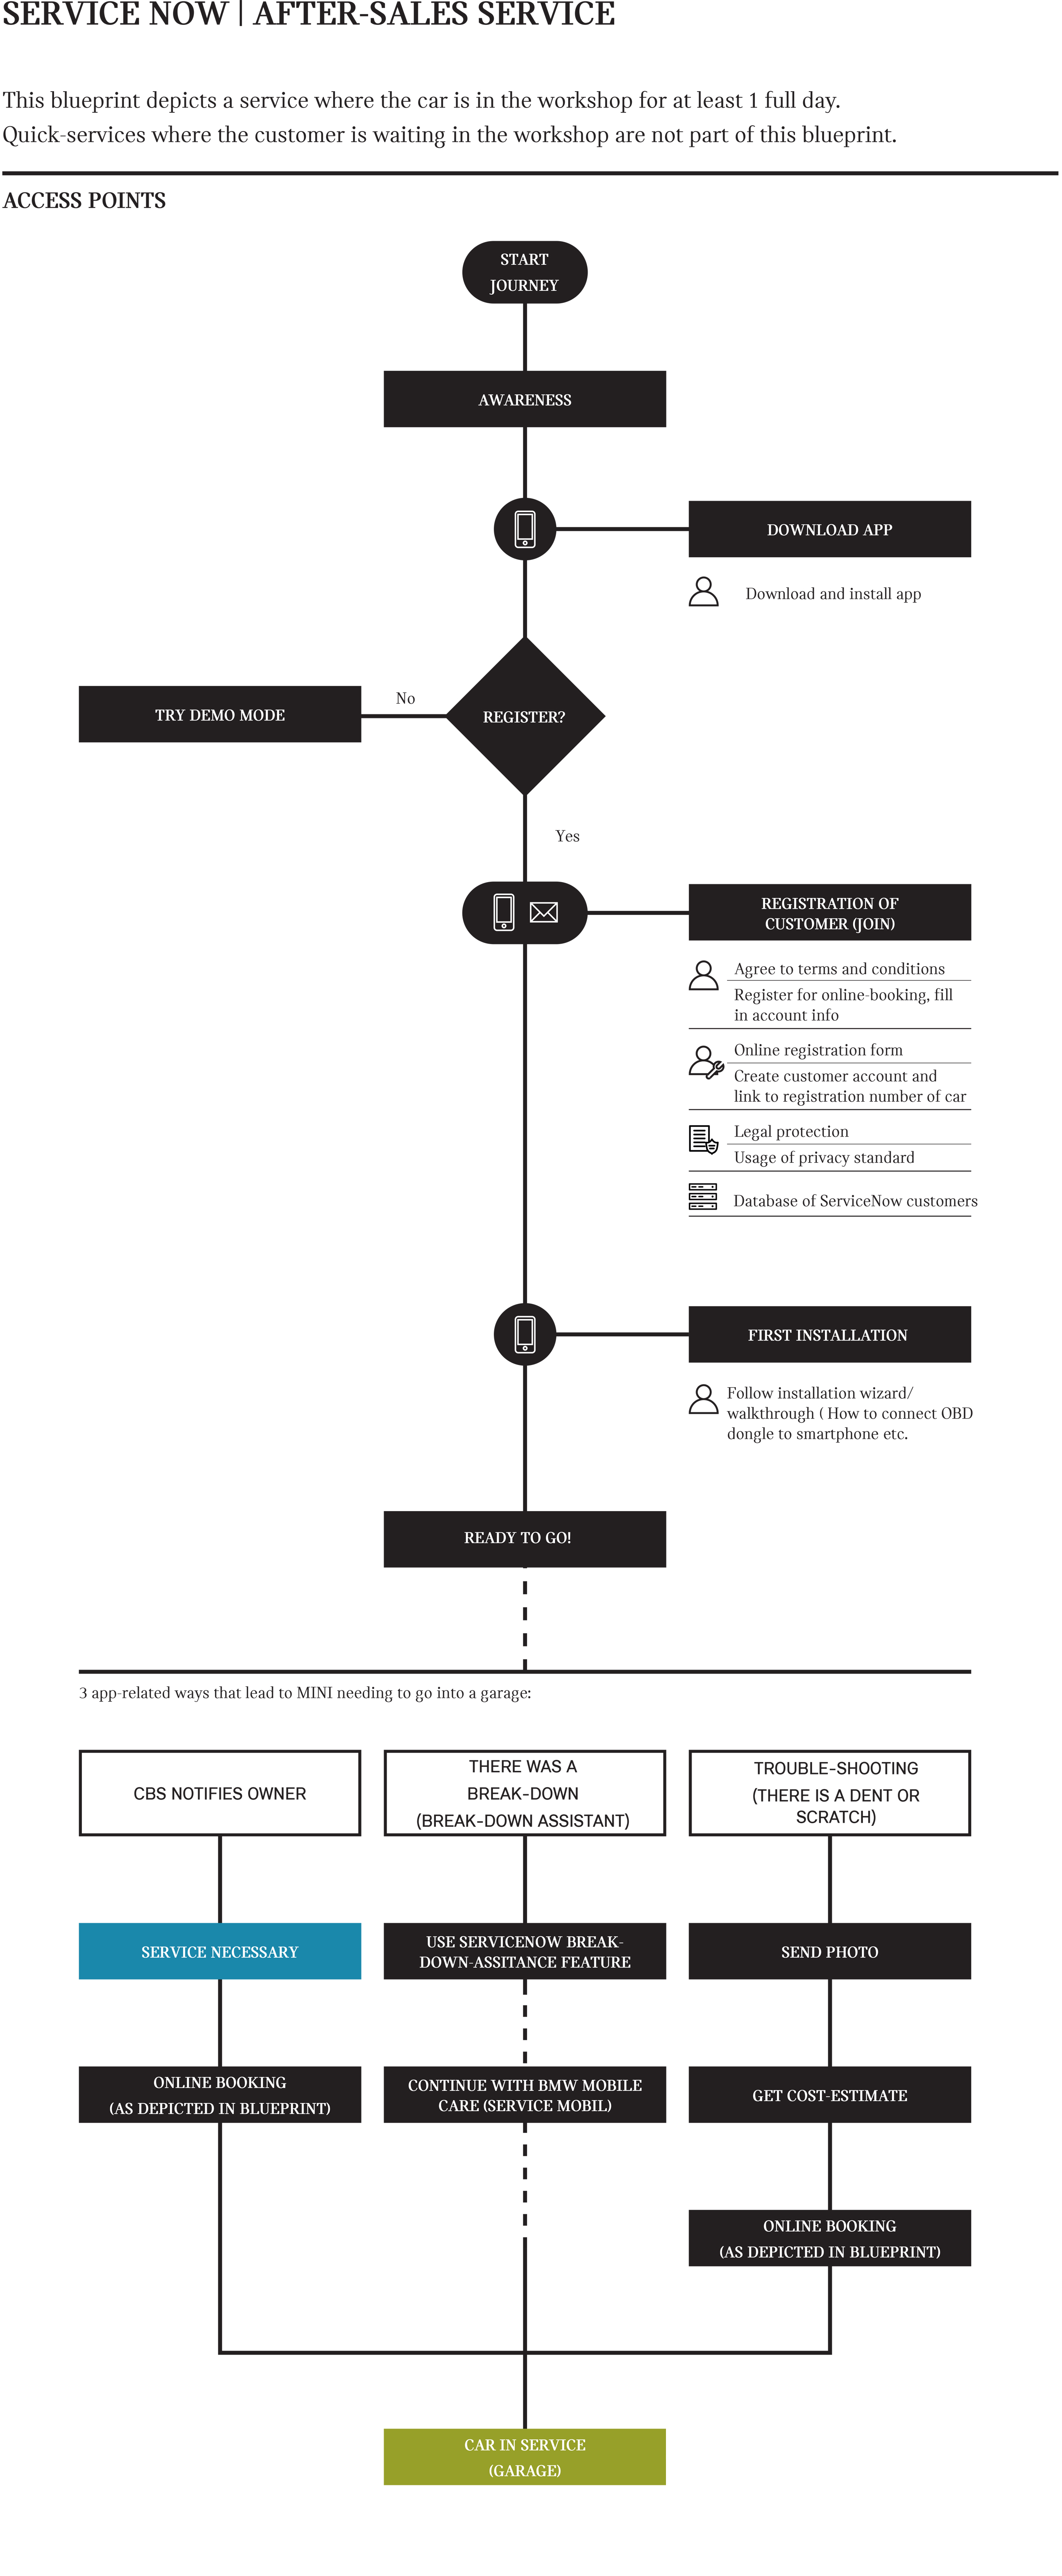 SERVICE NOW | AFTER-SALES SERVICE
This blueprint depicts a service where the car is in the workshop for at least 1 full day.
Quick-services where the customer is waiting in the workshop are not part of this blueprint.
ACCESS POINTS
START
JOURNEY
AWARENESS
DOWNLOAD APP
Download and install app
No
TRY DEMO MODE
REGISTER?
Yes
REGISTRATION OF
CUSTOMER (JOIN)
Agree to terms and conditions
Register for online-booking, fill
in account info
Online registration form
Create customer account and
link to registration number of car
Legal protection
Usage of privacy standard
Database of ServiceNow customers
FIRST INSTALLATION
Follow installation wizard/
walkthrough ( How to connect OBD
dongle to smartphone etc.
READY TO GO!
3 app-related ways that lead to MINI needing to go into a garage:
CBS NOTIFIES OWNER
THERE WAS A
BREAK-DOWN
(BREAK-DOWN ASSISTANT)
TROUBLE-SHOOTING
(THERE IS A DENT OR
SCRATCH)
SERVICE NECESSARY
USE SERVICENOW BREAK-
DOWN-ASSITANCE FEATURE
SEND PHOTO
ONLINE BOOKING
(AS DEPICTED IN BLUEPRINT)
CONTINUE WITH BMW MOBILE
CARE (SERVICE MOBIL)
GET COST-ESTIMATE
ONLINE BOOKING
(AS DEPICTED IN BLUEPRINT)
CAR IN SERVICE
(GARAGE)